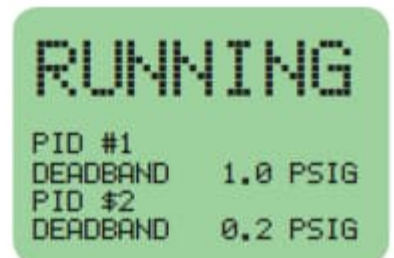 RUNNING
PID #1
DEADBAND 1.0 PSIG
PID $2
DEADBAND 0.2 PSIG